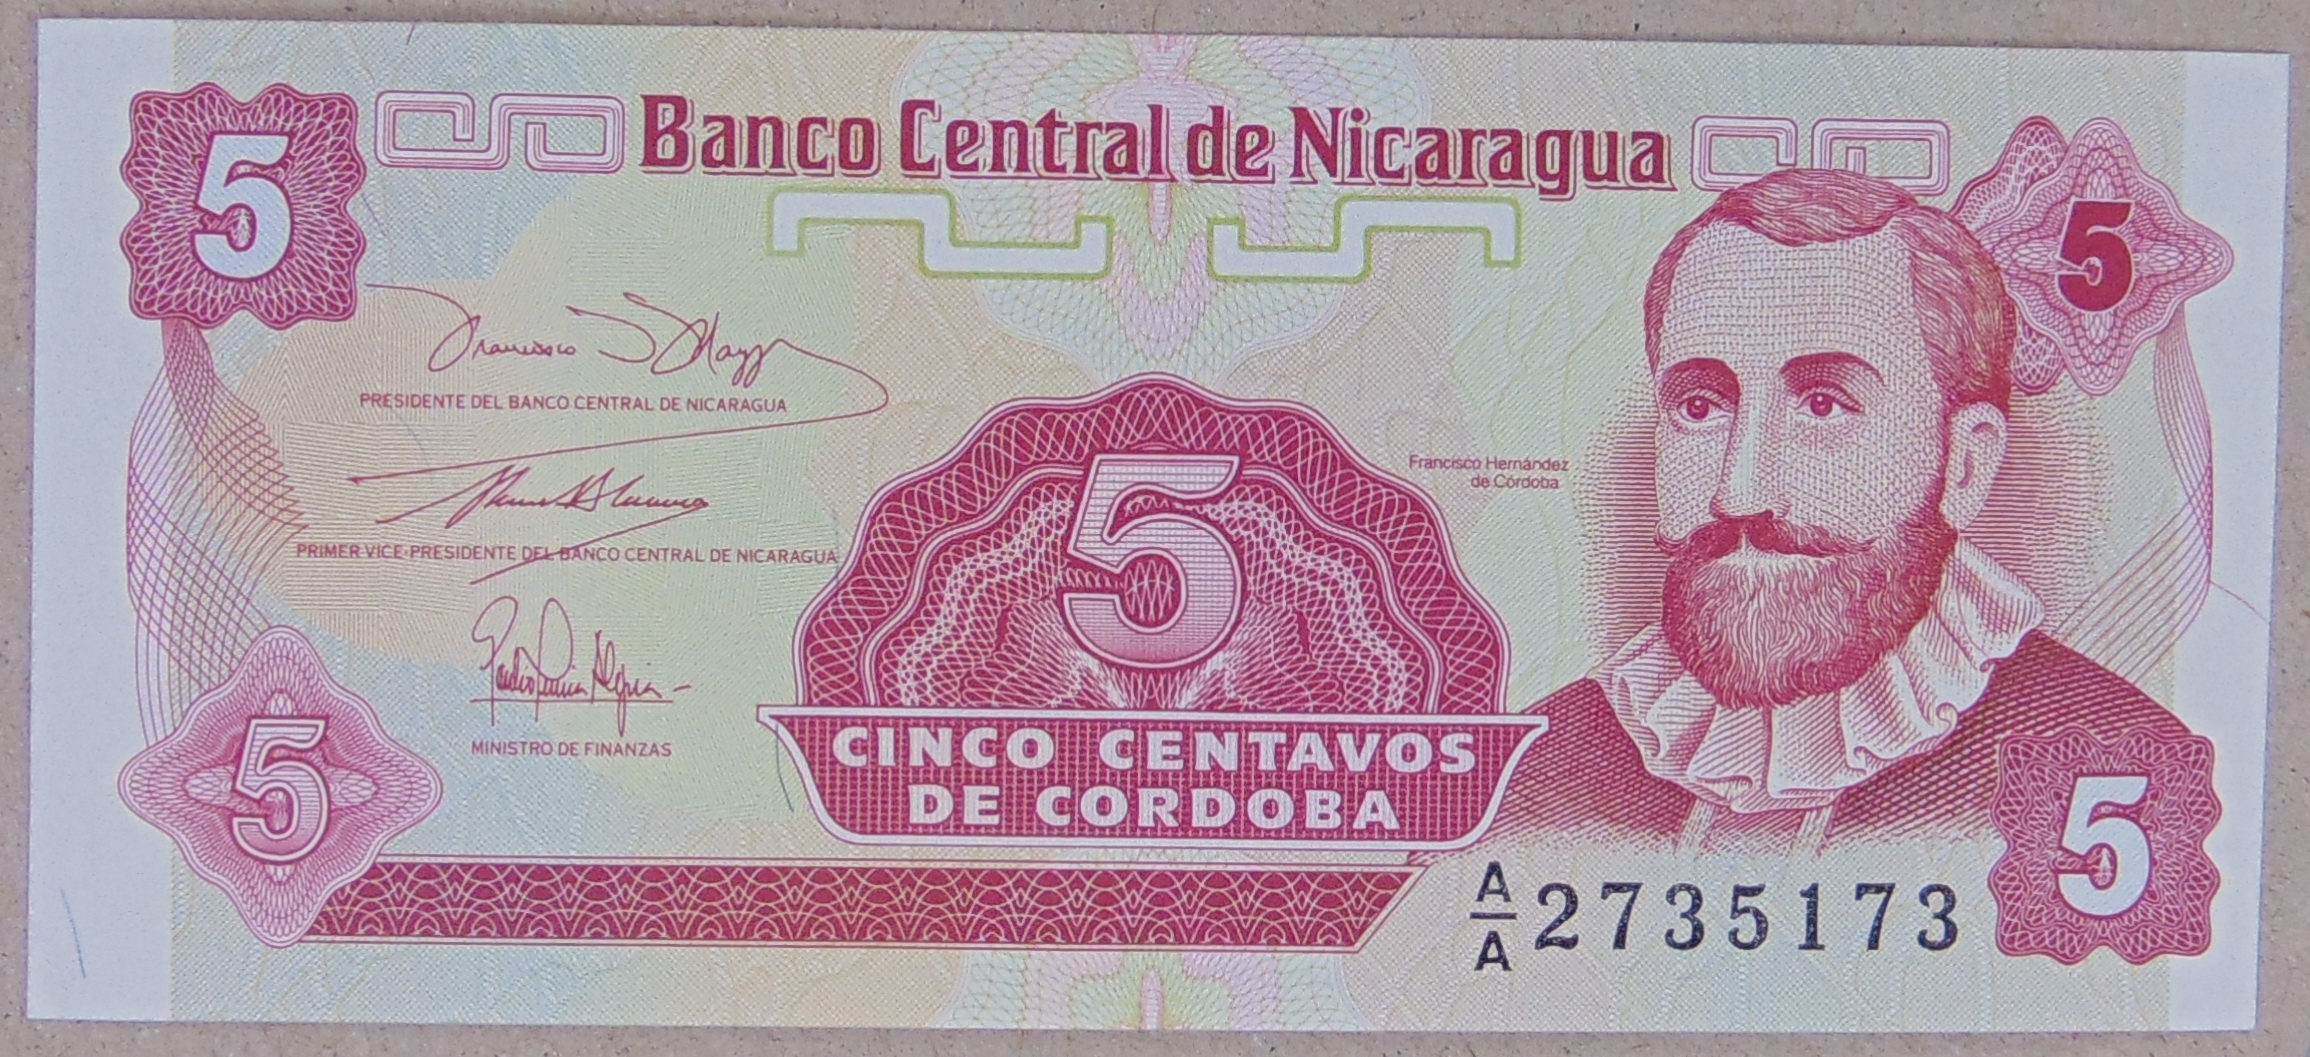 5
Banco Central de Nicaragua
5
PRESIDENTE DEL BANCO CENTRAL DE NICARAGUA
Francisco Hernández
de Córdoba
5
PRIMER VICE-PRESIDENTE DEL BANCO CENTRAL DE NICARAGUA
MINISTRO DE FINANZAS
5
CINCO CENTAVOS
DE CORDOBA
5
A/A 2735173